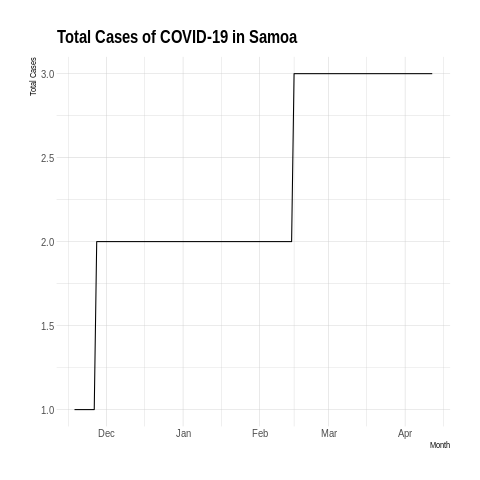 Total Cases of COVID-19 in Samoa
Total Cases
3.0
2.5
2.0
1.5
1.0
Dec Jan Feb Mar Apr
Month